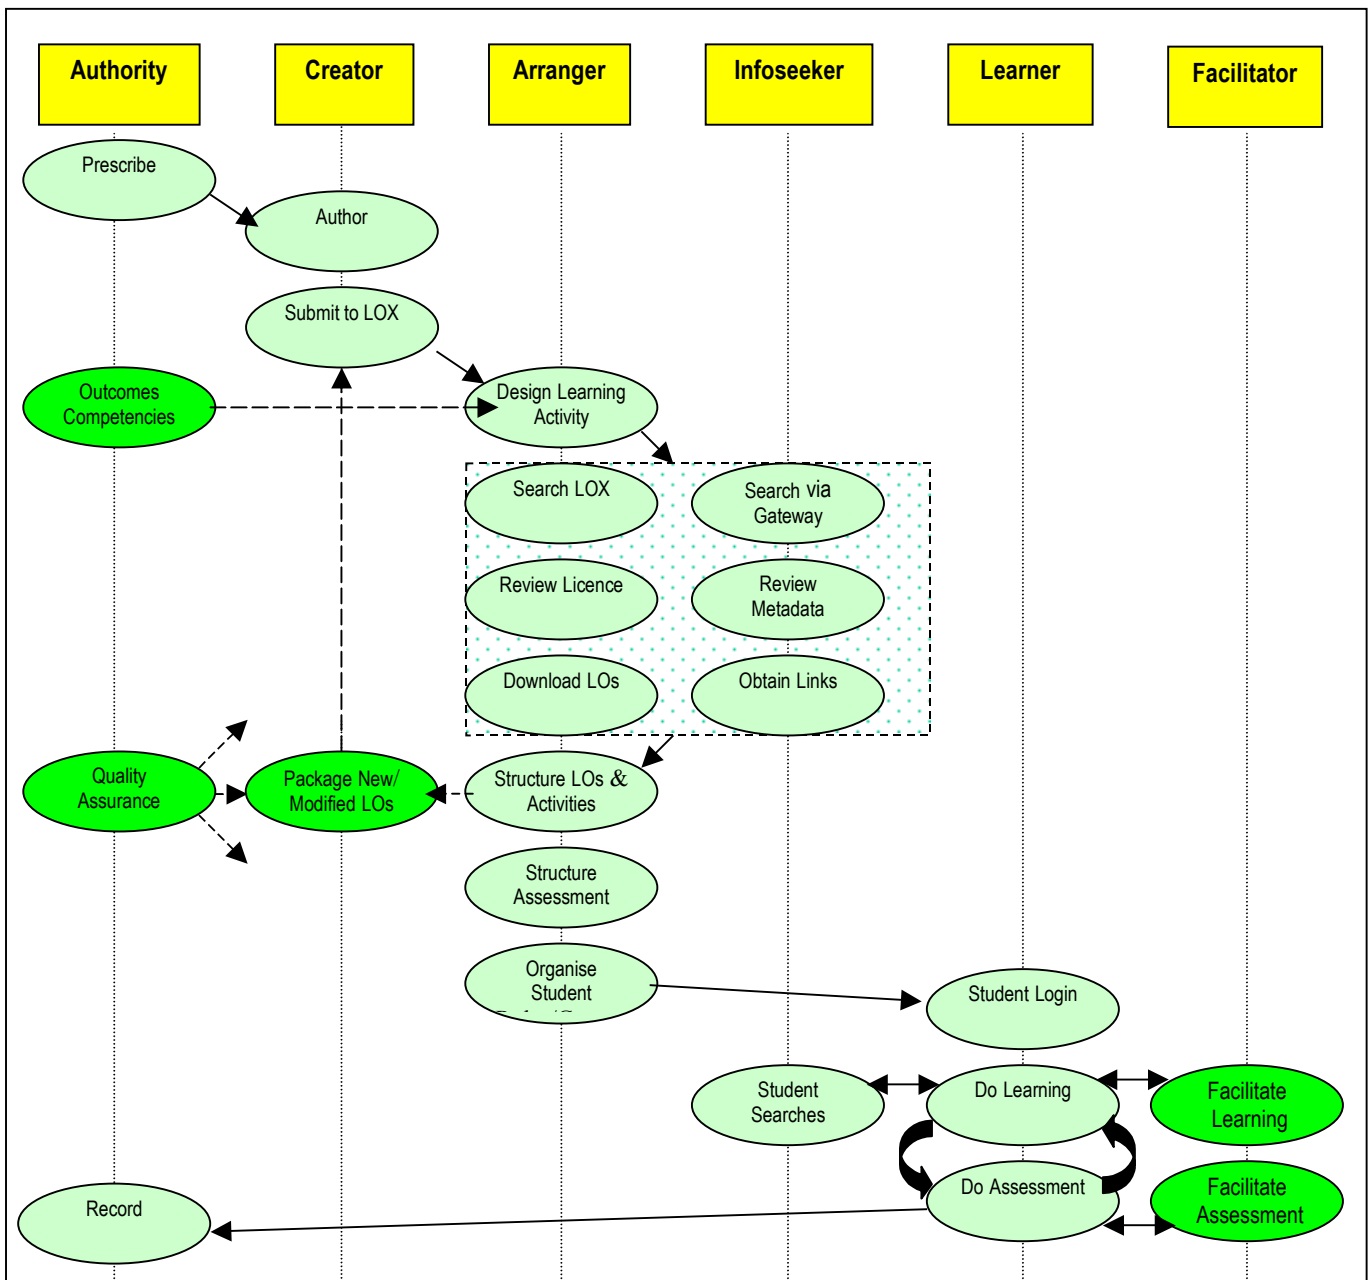 Authority
Creator
Arranger
Infoseeker
Learner
Facilitator
Prescribe
Author
Submit to LOX
Outcomes
Competencies
Design Learning
Activity
Search LOX
Search via
Gateway
Review Licence
Review
Metadata
Download LOs
Obtain Links
Quality
Assurance
Package New/
Modified LOs
Structure LOs &
Activities
Structure
Assessment
Organise
Student
Student Login
Student
Searches
Do Learning
Facilitate
Learning
Record
Do Assessment
Facilitate
Assessment